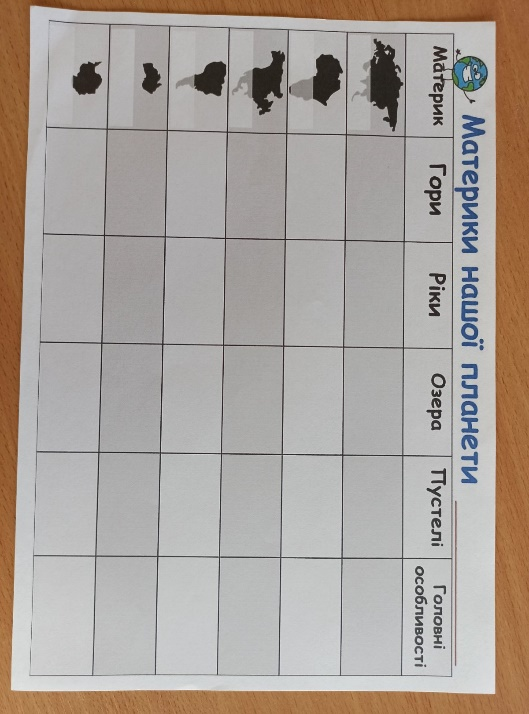 Материки нашої планети
Материк
Гори
Ріки
Озера
Пустелі
Головні
особливості